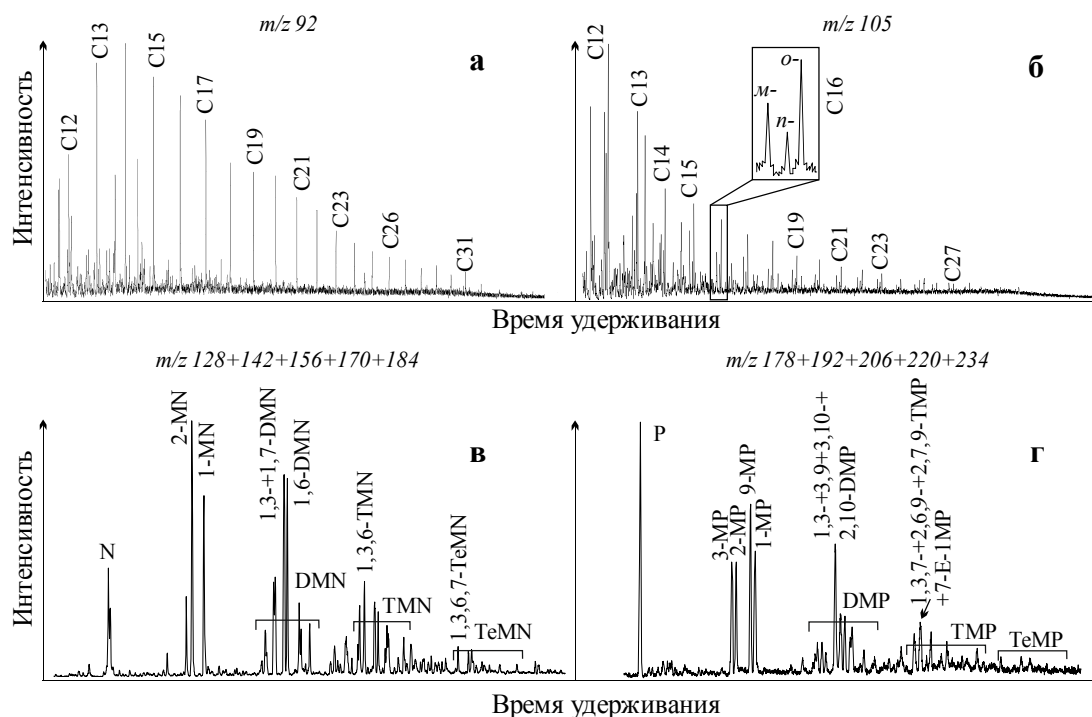 m/z 92
m/z 105
а
б
Интенсивность
C12
C13
C15
C17
C19
C21
C23
C26
C31
C12
C13
C14
C15
м-
п-
о-
C16
C19
C21
C23
C27
Время удерживания
m/z 128+142+156+170+184
m/z 178+192+206+220+234
в
г
Интенсивность
N
2-MN
1-MN
1,3-+1,7-DMN
1,6-DMN
DMN
1,3,6-TMN
TMN
1,3,6,7-TeMN
TeMN
P
3-MP
2-MP
9-MP
1-MP
1,3-+3,9+3,10-+
2,10-DMP
DMP
1,3,7-+2,6,9-+2,7,9-TMP
+7-E-1MP
TMP
TeMP
Время удерживания